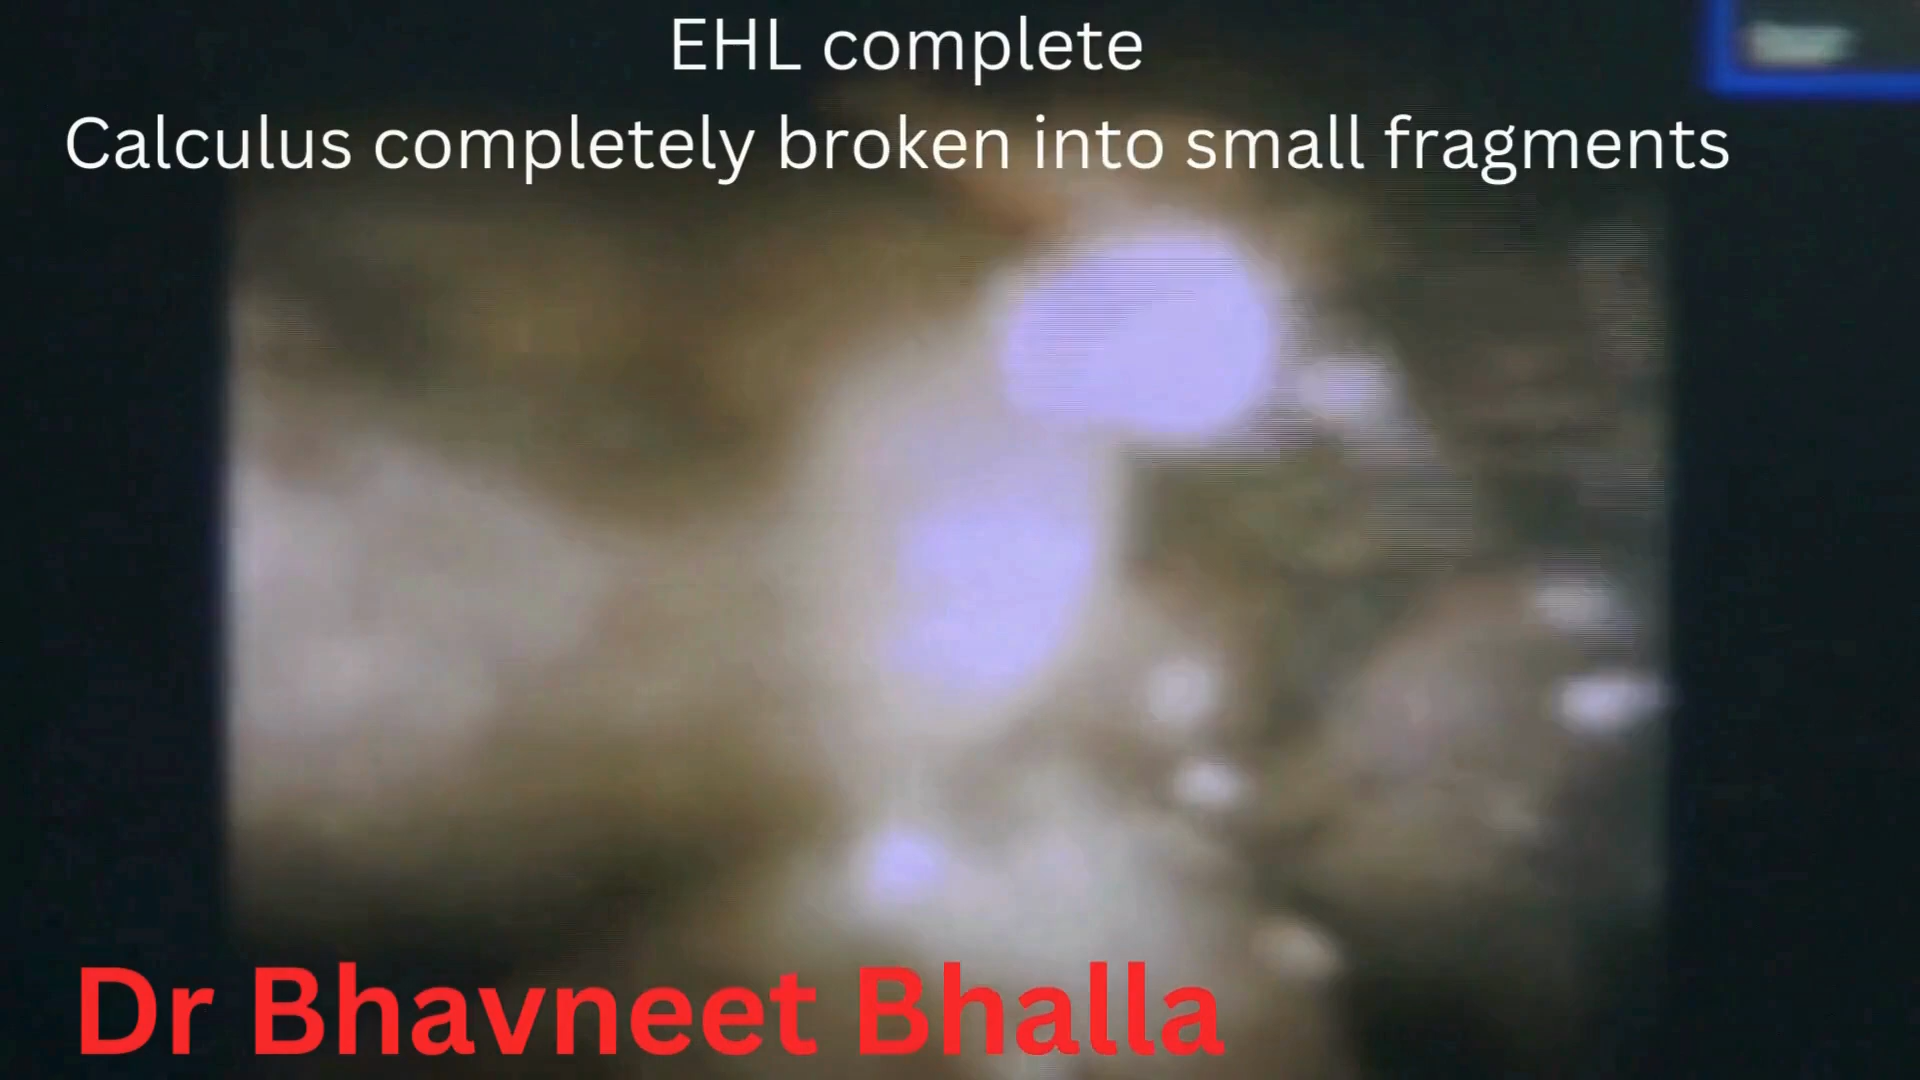 EHL complete
Calculus completely broken into small fragments
Dr Bhavneet Bhalla